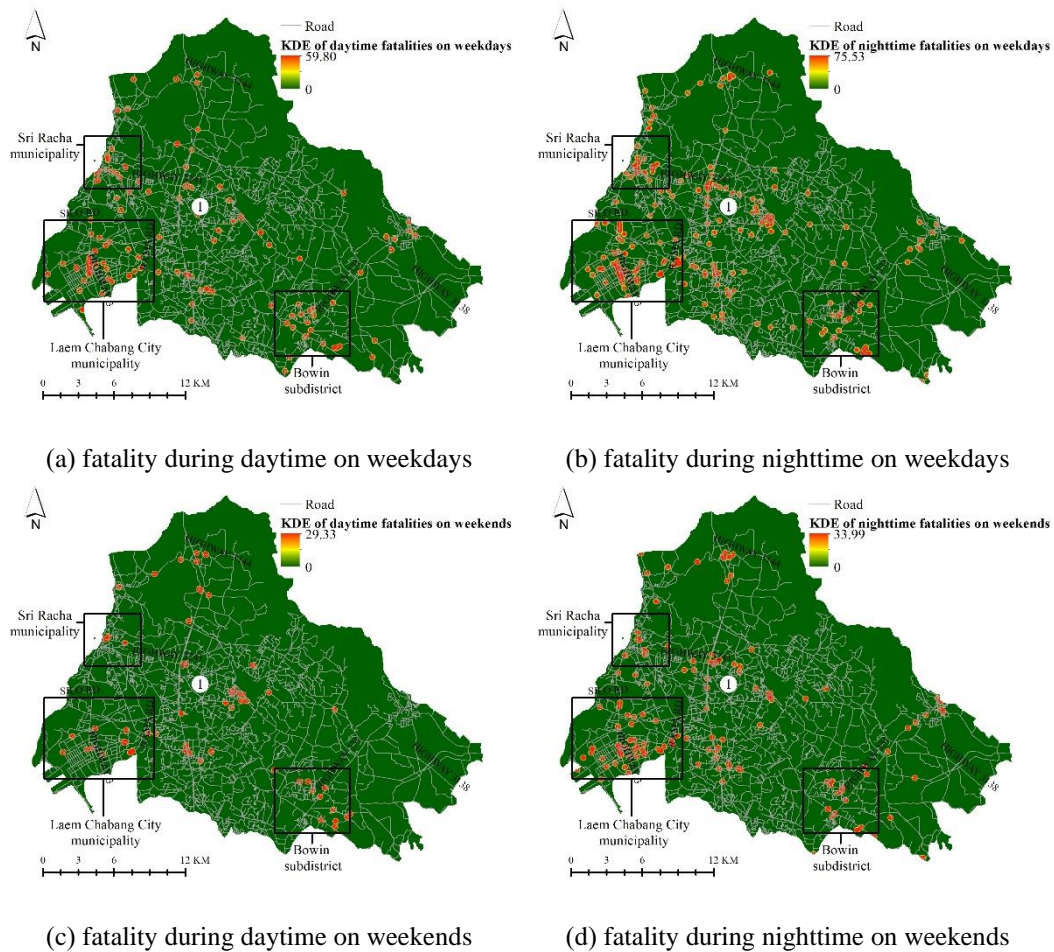 N
Road
KDE of daytime fatalities on weekdays
59.80
0
Sri Racha
municipality
1
Laem Chabang City
municipality
Bowin
subdistrict
0 3 6 12 KM
(a) fatality during daytime on weekdays
N
Road
KDE of nighttime fatalities on weekdays
75.53
0
Sri Racha
municipality
1
Laem Chabang City
municipality
Bowin
subdistrict
0 3 6 12 KM
(b) fatality during nighttime on weekdays
N
Road
KDE of daytime fatalities on weekends
29.33
0
Sri Racha
municipality
1
Laem Chabang City
municipality
Bowin
subdistrict
0 3 6 12 KM
(c) fatality during daytime on weekends
N
Road
KDE of nighttime fatalities on weekends
33.99
0
Sri Racha
municipality
1
Laem Chabang City
municipality
Bowin
subdistrict
0 3 6 12 KM
(d) fatality during nighttime on weekends